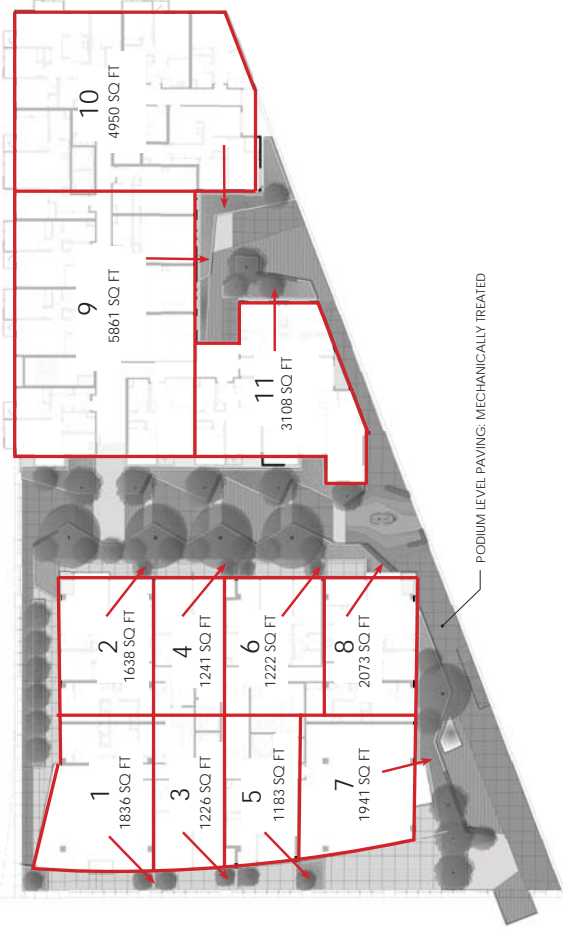 1
1836 SQ FT
2
1638 SQ FT
3
1226 SQ FT
4
1241 SQ FT
5
1183 SQ FT
6
1222 SQ FT
7
1941 SQ FT
8
2073 SQ FT
9
5861 SQ FT
10
4950 SQ FT
11
3108 SQ FT
PODIUM LEVEL PAVING: MECHANICALLY TREATED